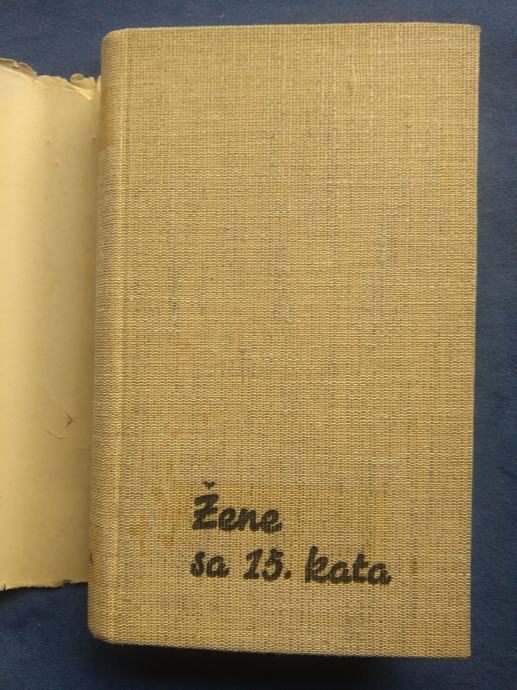 Žene
sa 15. kata